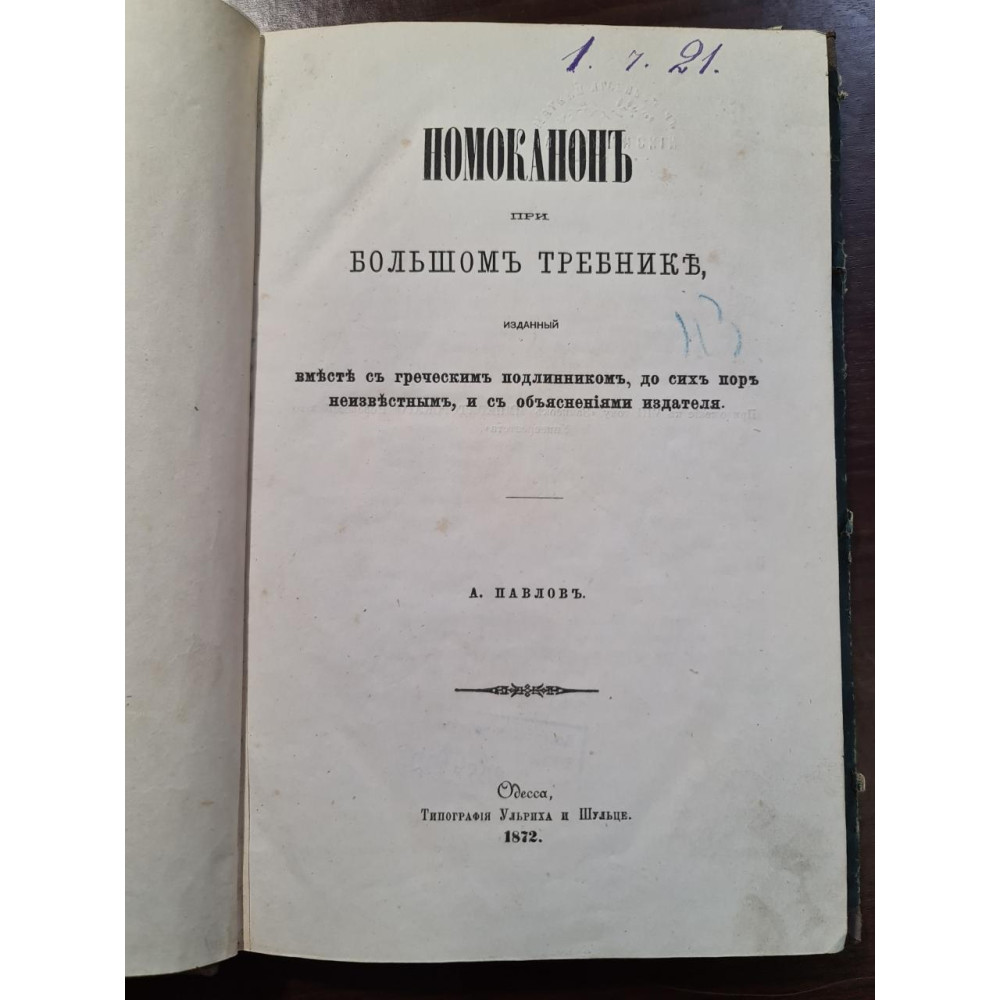 1. 7. 21.
НОМОКАНОНЪ
ПРИ
БОЛЬШОМЪ ТРЕБНИКѢ,
ИЗДАННЫЙ
вмѣстѣ съ греческимъ подлинникомъ, до сихъ поръ
неизвѣстнымъ, и съ объясненіями издателя.
А. ПАВЛОВЪ.
Одесса,
Типографія Ульриха и Шульце.
1872.